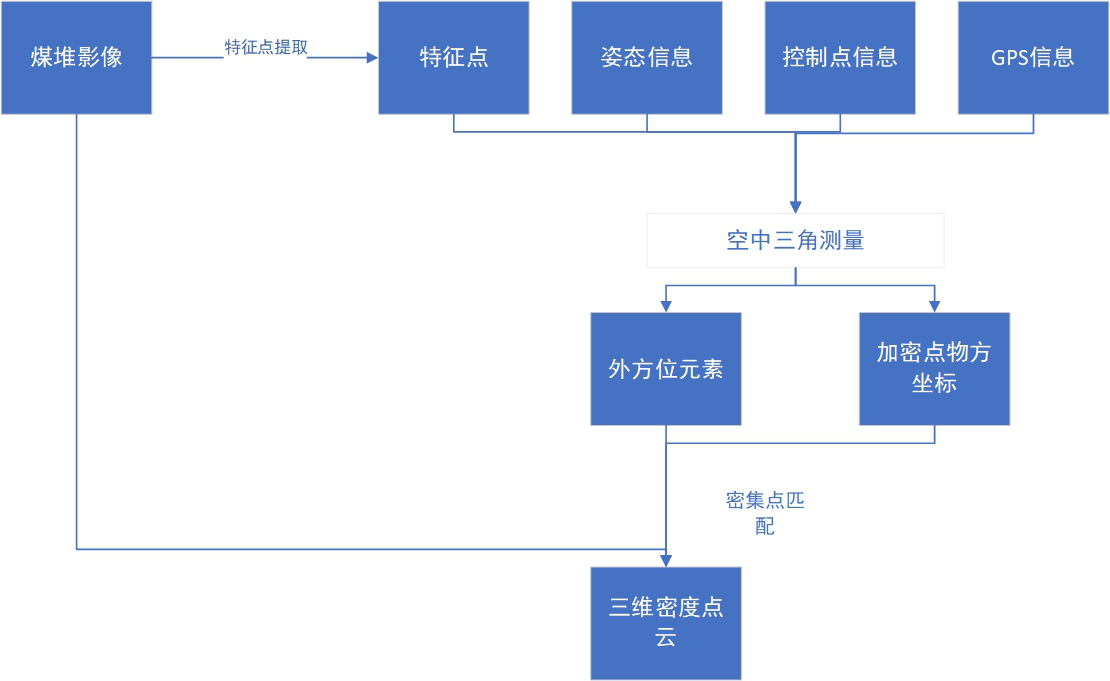 煤堆影像
特征点提取
特征点
姿态信息
控制点信息
GPS信息
空中三角测量
外方位元素
加密点物方
坐标
密集点匹
配
三维密度点
云